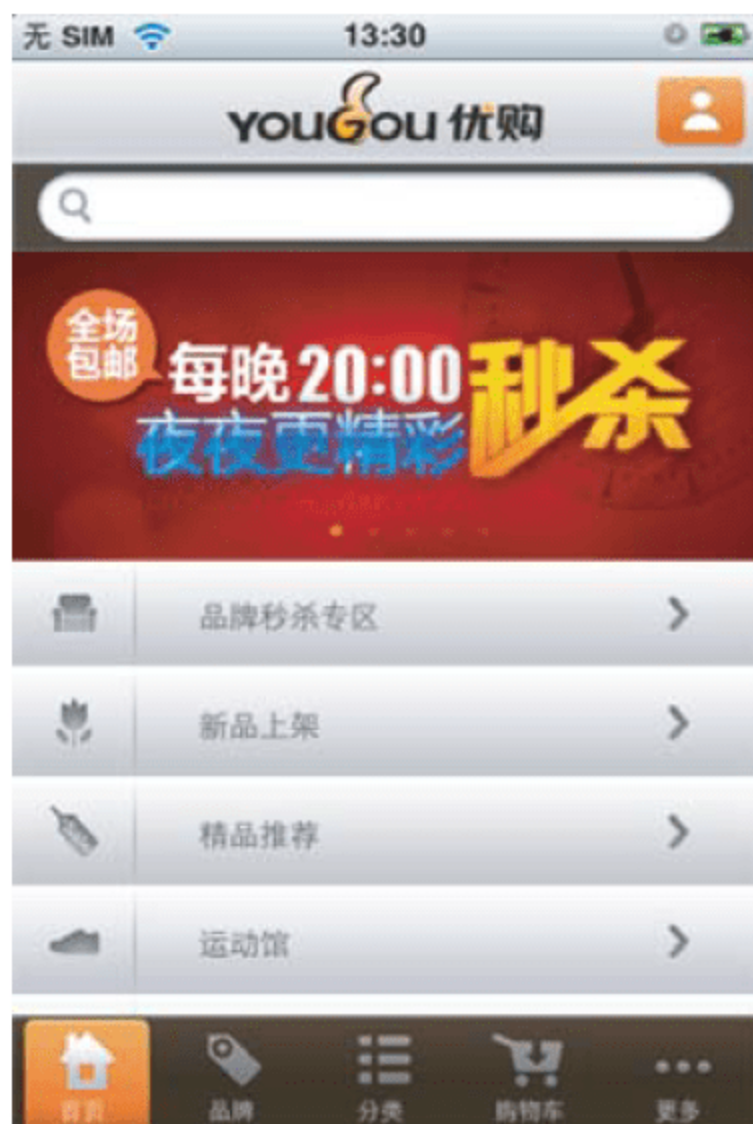 无 SIM 13:30
YOUGOU 优购
全场
包邮
每晚20:00
秒杀
夜夜更精彩
品牌秒杀专区
新品上架
精品推荐
运动馆
首页 品牌 分类 购物车 更多